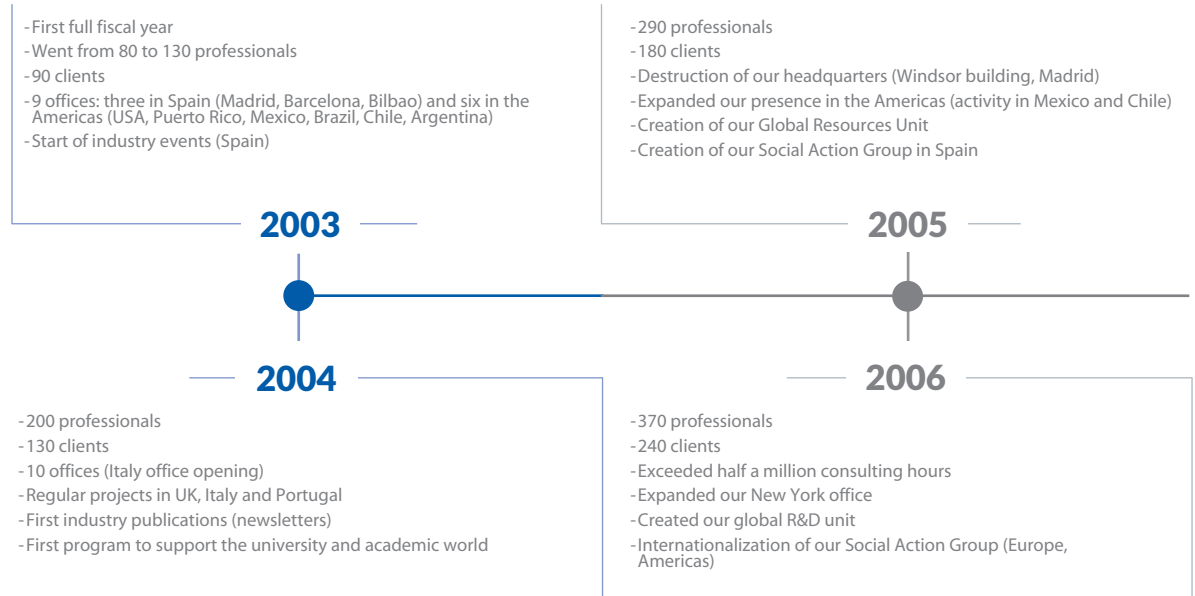 -First full fiscal year
-Went from 80 to 130 professionals
-90 clients
-9 offices: three in Spain (Madrid, Barcelona, Bilbao) and six in the
Americas (USA, Puerto Rico, Mexico, Brazil, Chile, Argentina)
-Start of industry events (Spain)
2003
2004
-200 professionals
-130 clients
-10 offices (Italy office opening)
-Regular projects in UK, Italy and Portugal
-First industry publications (newsletters)
-First program to support the university and academic world
-290 professionals
-180 clients
-Destruction of our headquarters (Windsor building, Madrid)
-Expanded our presence in the Americas (activity in Mexico and Chile)
-Creation of our Global Resources Unit
-Creation of our Social Action Group in Spain
2005
2006
-370 professionals
-240 clients
-Exceeded half a million consulting hours
-Expanded our New York office
-Created our global R&D unit
-Internationalization of our Social Action Group (Europe,
Americas)